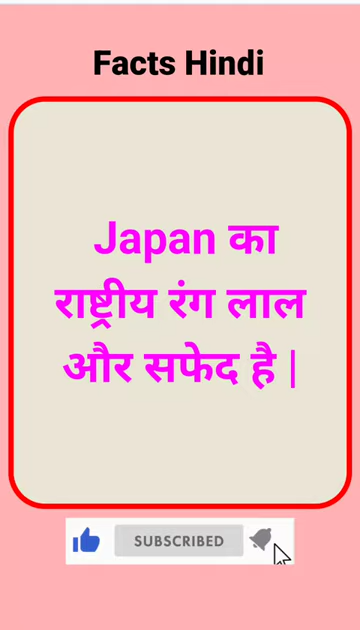 Facts Hindi
Japan का
राष्ट्रीय रंग लाल
और सफेद है |
SUBSCRIBED